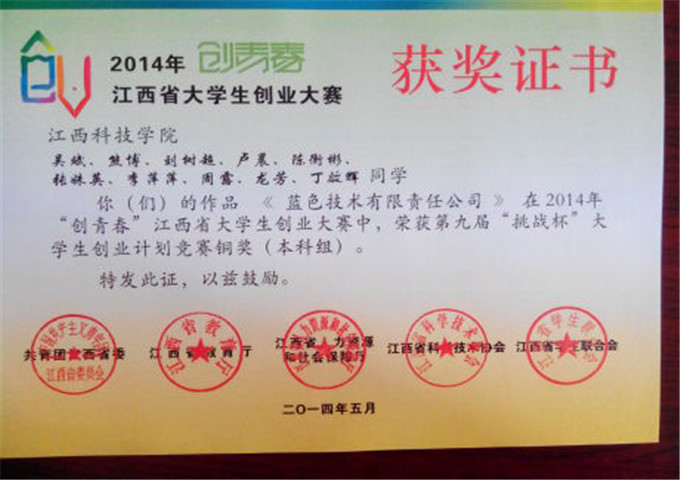 2014年 创青春
江西省大学生创业大赛
获奖证书
江西科技学院
吴斌、熊博、刘树超、卢晨、陈衡彬、
张姝英、李萍萍、周露、龙芳、丁敏辉 同学
你（们）的作品 《 蓝色技术有限责任公司 》 在2014年
“创青春”江西省大学生创业大赛中，荣获第九届“挑战杯”大
学生创业计划竞赛铜奖（本科组）。
特发此证，以兹鼓励。
共青团江西省委
江西省教育厅
江西省人力资源
和社会保障厅
江西省科学技术协会
江西省学生联合会
二〇一四年五月